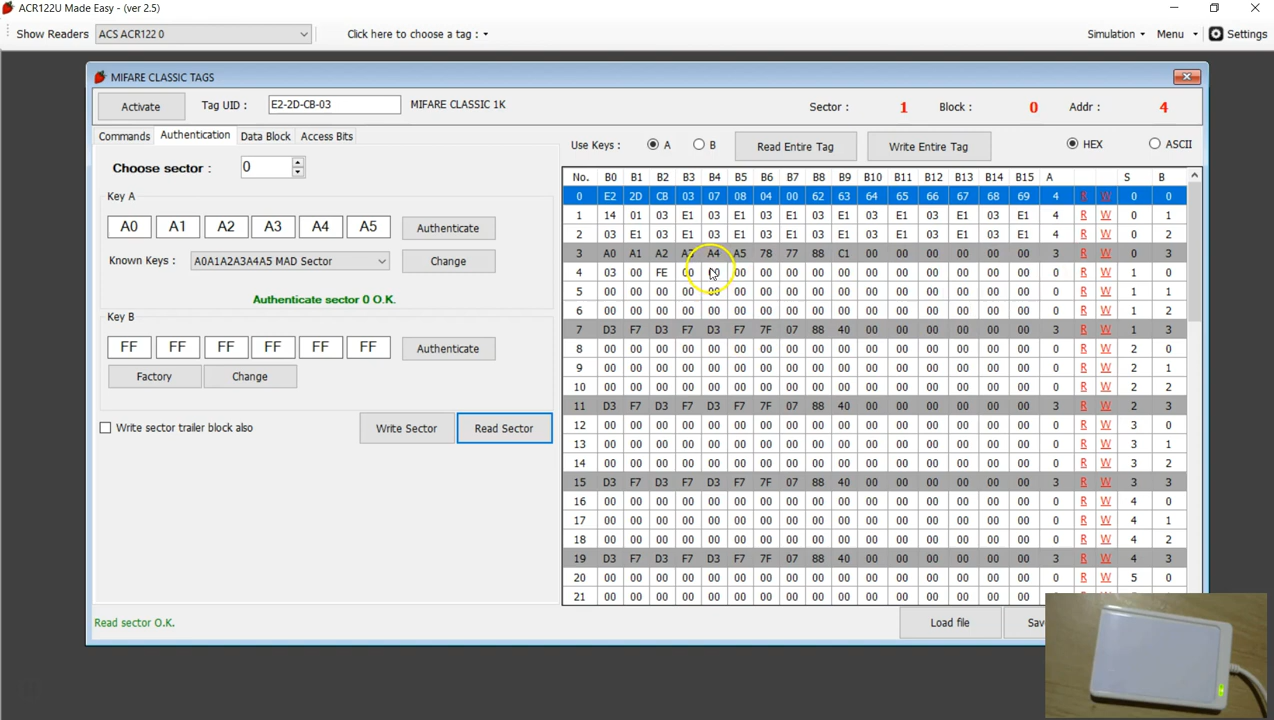 ACR122U Made Easy - (ver 2.5)
Show Readers ACS ACR122 0 Click here to choose a tag : Simulation Menu Settings
MIFARE CLASSIC TAGS
Activate Tag UID : E2-2D-CB-03 MIFARE CLASSIC 1K Sector : 1 Block : 0 Addr : 4
Commands Authentication Data Block Access Bits
Use Keys : A B Read Entire Tag Write Entire Tag HEX ASCII
Choose sector : 0
Key A
A0 A1 A2 A3 A4 A5 Authenticate
Known Keys : A0A1A2A3A4A5 MAD Sector Change
Authenticate sector 0 O.K.
Key B
FF FF FF FF FF FF Authenticate
Factory Change
Write sector trailer block also Write Sector Read Sector
No. B0 B1 B2 B3 B4 B5 B6 B7 B8 B9 B10 B11 B12 B13 B14 B15 A S B
0 E2 2D CB 03 07 08 04 00 62 63 64 65 66 67 68 69 4 R W 0 0
1 14 01 03 E1 03 E1 03 E1 03 E1 03 E1 03 E1 03 E1 4 R W 0 1
2 03 E1 03 E1 03 E1 03 E1 03 E1 03 E1 03 E1 03 E1 4 R W 0 2
3 A0 A1 A2 A3 A4 A5 78 77 88 C1 00 00 00 00 00 00 3 R W 0 3
4 03 00 FE 00 00 00 00 00 00 00 00 00 00 00 00 00 4 R W 1 0
5 00 00 00 00 00 00 00 00 00 00 00 00 00 00 00 00 4 R W 1 1
6 00 00 00 00 00 00 00 00 00 00 00 00 00 00 00 00 4 R W 1 2
7 D3 F7 D3 F7 D3 F7 7F 07 88 40 00 00 00 00 00 00 3 R W 1 3
8 00 00 00 00 00 00 00 00 00 00 00 00 00 00 00 00 4 R W 2 0
9 00 00 00 00 00 00 00 00 00 00 00 00 00 00 00 00 4 R W 2 1
10 00 00 00 00 00 00 00 00 00 00 00 00 00 00 00 00 4 R W 2 2
11 D3 F7 D3 F7 D3 F7 7F 07 88 40 00 00 00 00 00 00 3 R W 2 3
12 00 00 00 00 00 00 00 00 00 00 00 00 00 00 00 00 4 R W 3 0
13 00 00 00 00 00 00 00 00 00 00 00 00 00 00 00 00 4 R W 3 1
14 00 00 00 00 00 00 00 00 00 00 00 00 00 00 00 00 4 R W 3 2
15 D3 F7 D3 F7 D3 F7 7F 07 88 40 00 00 00 00 00 00 3 R W 3 3
16 00 00 00 00 00 00 00 00 00 00 00 00 00 00 00 00 4 R W 4 0
17 00 00 00 00 00 00 00 00 00 00 00 00 00 00 00 00 4 R W 4 1
18 00 00 00 00 00 00 00 00 00 00 00 00 00 00 00 00 4 R W 4 2
19 D3 F7 D3 F7 D3 F7 7F 07 88 40 00 00 00 00 00 00 3 R W 4 3
20 00 00 00 00 00 00 00 00 00 00 00 00 00 00 00 00 4 R W 5 0
21 00 00 00 00 00 00 00 00 00 00 00 00 00 00 00 00
Read sector O.K. Load file